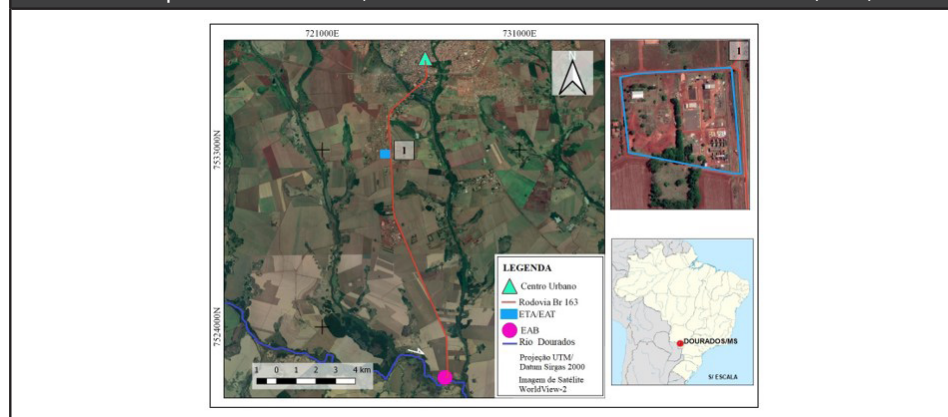 721000E 731000E
N
7533000N
7524000N
1
1
LEGENDA
Centro Urbano
Rodovia Br 163
ETA/EAT
EAB
Rio Dourados
Projeção UTM/
Datum Sirgas 2000
Imagem de Satélite
WorldView-2
1 0 1 2 3 4 km
DOURADOS/MS
S/ ESCALA